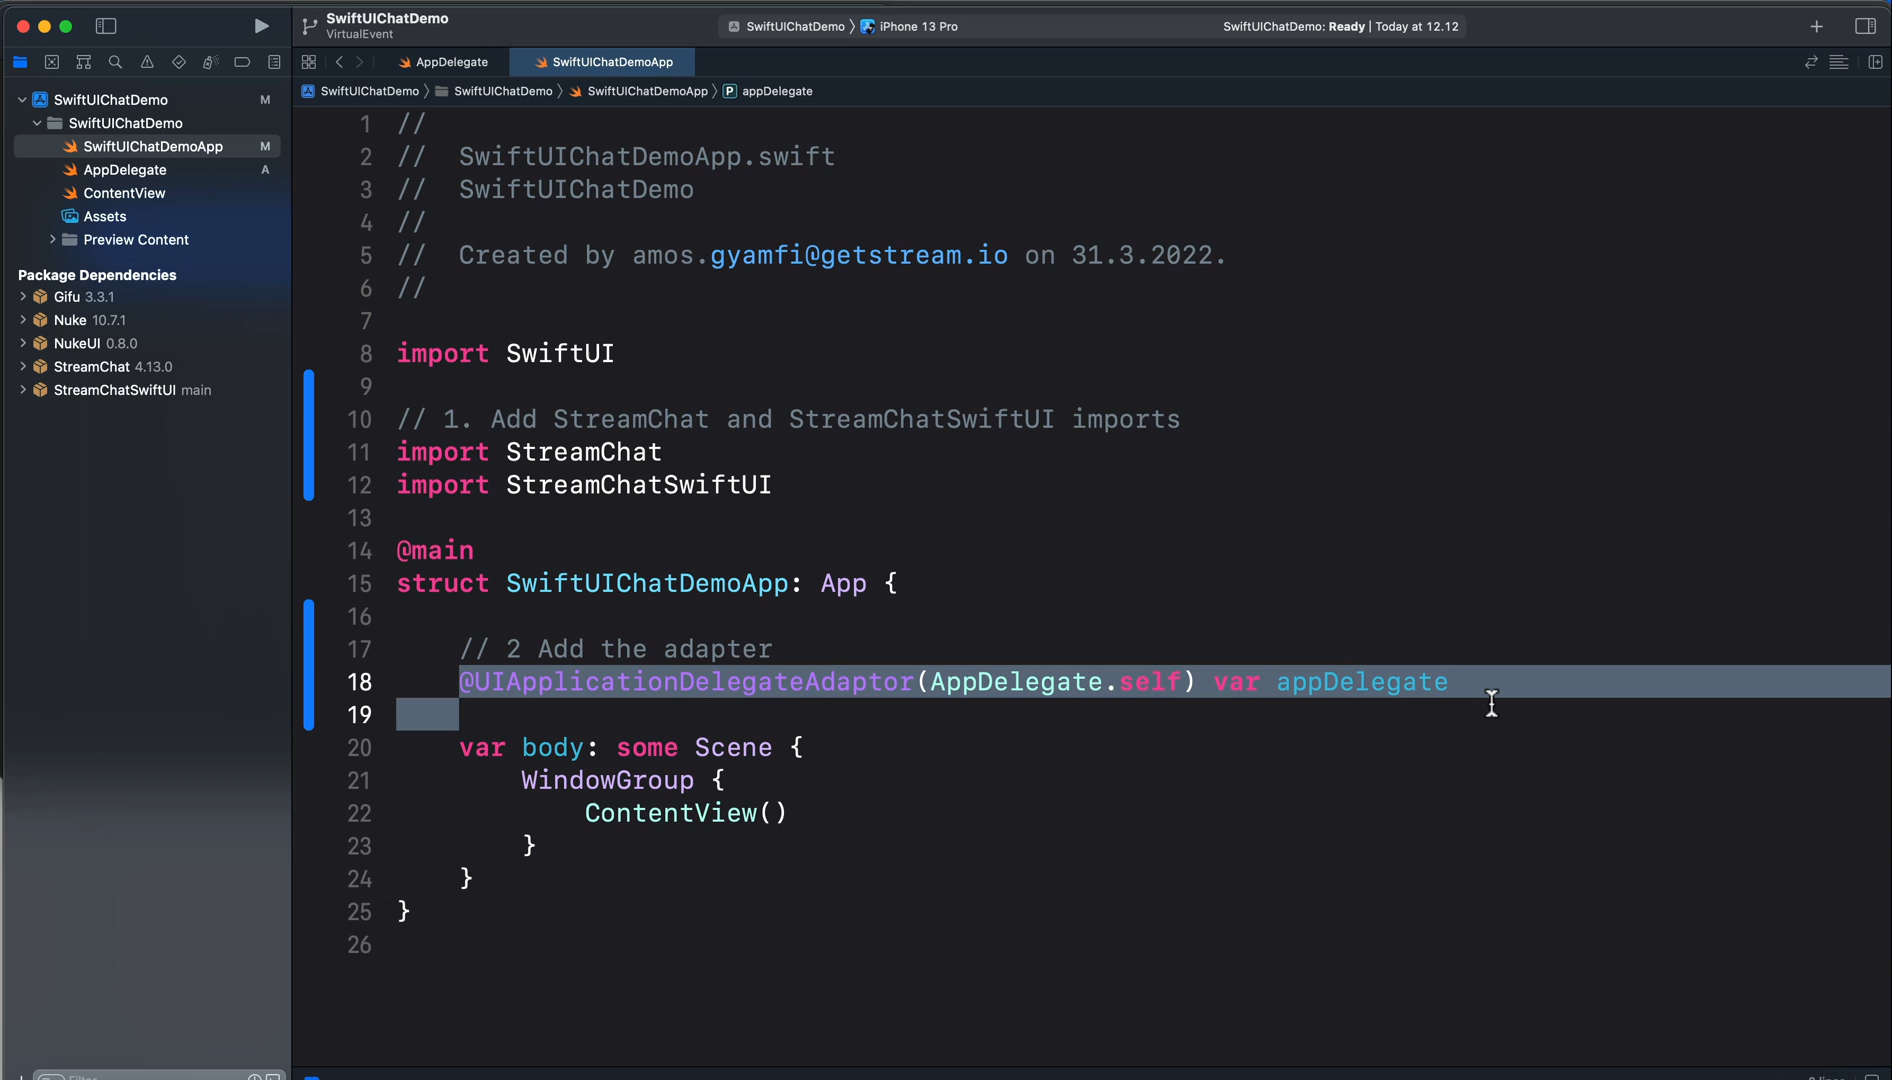 SwiftUIChatDemo
VirtualEvent
SwiftUIChatDemo
iPhone 13 Pro
SwiftUIChatDemo: Ready | Today at 12.12
AppDelegate
SwiftUIChatDemoApp
SwiftUIChatDemo
SwiftUIChatDemo
SwiftUIChatDemoApp
P appDelegate
SwiftUIChatDemo M
SwiftUIChatDemo
SwiftUIChatDemoApp M
AppDelegate A
ContentView
Assets
Preview Content
Package Dependencies
Gifu 3.3.1
Nuke 10.7.1
NukeUI 0.8.0
StreamChat 4.13.0
StreamChatSwiftUI main
1 //
2 //  SwiftUIChatDemoApp.swift
3 //  SwiftUIChatDemo
4 //
5 //  Created by amos.gyamfi@getstream.io on 31.3.2022.
6 //
7
8 import SwiftUI
9
10 // 1. Add StreamChat and StreamChatSwiftUI imports
11 import StreamChat
12 import StreamChatSwiftUI
13
14 @main
15 struct SwiftUIChatDemoApp: App {
16
17     // 2 Add the adapter
18     @UIApplicationDelegateAdaptor(AppDelegate.self) var appDelegate
19
20     var body: some Scene {
21         WindowGroup {
22             ContentView()
23         }
24     }
25 }
26